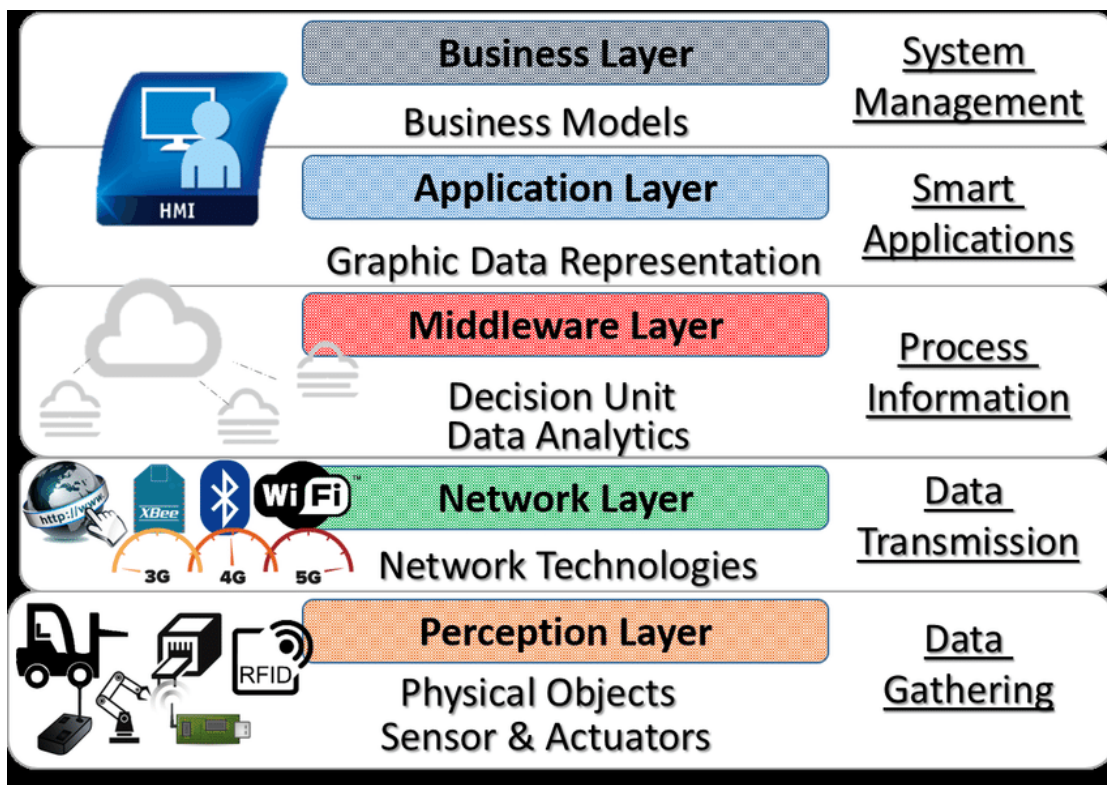 Business Layer
Business Models
System
Management
HMI
Application Layer
Graphic Data Representation
Smart
Applications
Middleware Layer
Decision Unit
Data Analytics
Process
Information
http://www.
XBee
WiFi™
3G
4G
5G
Network Layer
Network Technologies
Data
Transmission
RFID
Perception Layer
Physical Objects
Sensor & Actuators
Data
Gathering